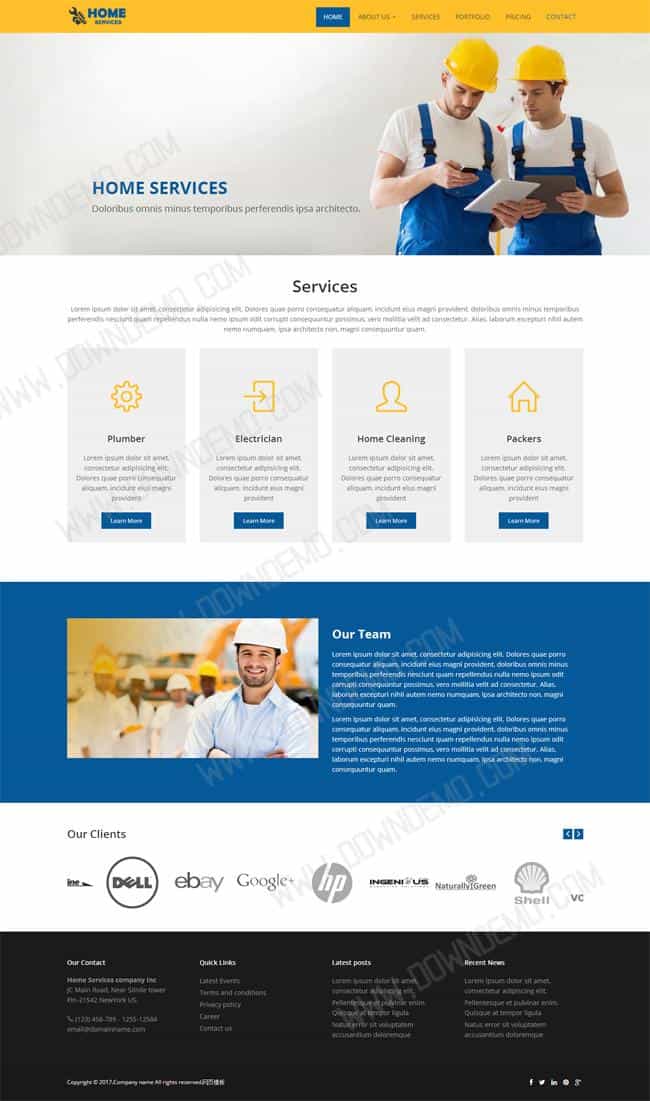 HOME
SERVICES
HOME
ABOUT US
SERVICES
PORTFOLIO
PRICING
CONTACT
HOME SERVICES
Doloribus omnis minus temporibus perferendis ipsa architecto.
Services
Lorem ipsum dolor sit amet, consectetur adipisicing elit. Dolores quae porro consequatur aliquam, incidunt eius magni provident, doloribus omnis minus temporibus
perferendis nesciunt quam repellendus nulla nemo ipsum odit corrupti consequuntur possimus, vero mollitia velit ad consectetur. Alias, laborum excepturi nihil autem
nemo numquam, ipsa architecto non, magni consequuntur quam.
Plumber
Lorem ipsum dolor sit amet,
consectetur adipisicing elit.
Dolores quae porro consequatur
aliquam, incidunt eius magni
provident
Learn More
Electrician
Lorem ipsum dolor sit amet,
consectetur adipisicing elit.
Dolores quae porro consequatur
aliquam, incidunt eius magni
provident
Learn More
Home Cleaning
Lorem ipsum dolor sit amet,
consectetur adipisicing elit.
Dolores quae porro consequatur
aliquam, incidunt eius magni
provident
Learn More
Packers
Lorem ipsum dolor sit amet,
consectetur adipisicing elit.
Dolores quae porro consequatur
aliquam, incidunt eius magni
provident
Learn More
Our Team
Lorem ipsum dolor sit amet, consectetur adipisicing elit. Dolores quae porro
consequatur aliquam, incidunt eius magni provident, doloribus omnis minus
temporibus perferendis nesciunt quam repellendus nulla nemo ipsum odit
corrupti consequuntur possimus, vero mollitia velit ad consectetur. Alias,
laborum excepturi nihil autem nemo numquam, ipsa architecto non, magni
consequuntur quam.
Lorem ipsum dolor sit amet, consectetur adipisicing elit. Dolores quae porro
consequatur aliquam, incidunt eius magni provident, doloribus omnis minus
temporibus perferendis nesciunt quam repellendus nulla nemo ipsum odit
corrupti consequuntur possimus, vero mollitia velit ad consectetur. Alias,
laborum excepturi nihil autem nemo numquam, ipsa architecto non, magni
consequuntur quam.
Our Clients
ine
DELL
ebay
Google+
hp
INGENIOUS
Naturally Green
Shell
VC
Our Contact
Home Services company Inc
JC Main Road, Near Silnile tower
Pin-21542 NewYork US.
(123) 456-789 - 1255-12584
email@domainname.com
Quick Links
Latest Events
Terms and conditions
Privacy policy
Career
Contact us
Latest posts
Lorem ipsum dolor sit amet,
consectetur adipiscing elit.
Pellentesque et pulvinar enim.
Quisque at tempor ligula
Natus error sit voluptatem
accusantium doloremque
Recent News
Lorem ipsum dolor sit amet,
consectetur adipiscing elit.
Pellentesque et pulvinar enim.
Quisque at tempor ligula
Natus error sit voluptatem
accusantium doloremque
Copyright © 2017.Company name All rights reserved.网页模板
WWW.DOWNDEMO.COM
WWW.DOWNDEMO.COM
WWW.DOWNDEMO.COM
WWW.DOWNDEMO.COM
WWW.DOWNDEMO.COM
WWW.DOWNDEMO.COM